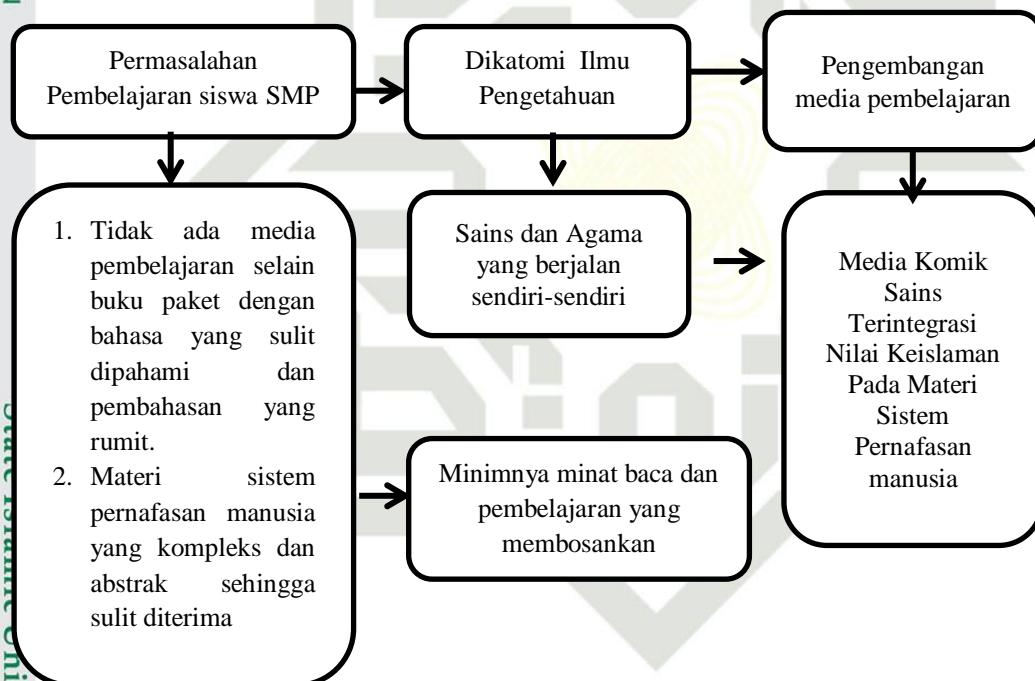 Permasalahan
Pembelajaran siswa SMP
Dikatomi Ilmu
Pengetahuan
Pengembangan
media pembelajaran
1. Tidak ada media
pembelajaran selain
buku paket dengan
bahasa yang sulit
dipahami dan
pembahasan yang
rumit.
2. Materi sistem
pernafasan manusia
yang kompleks dan
abstrak sehingga
sulit diterima
Sains dan Agama
yang berjalan
sendiri-sendiri
Media Komik
Sains
Terintegrasi
Nilai Keislaman
Pada Materi
Sistem
Pernafasan
manusia
Minimnya minat baca dan
pembelajaran yang
membosankan
State Islamic Uni